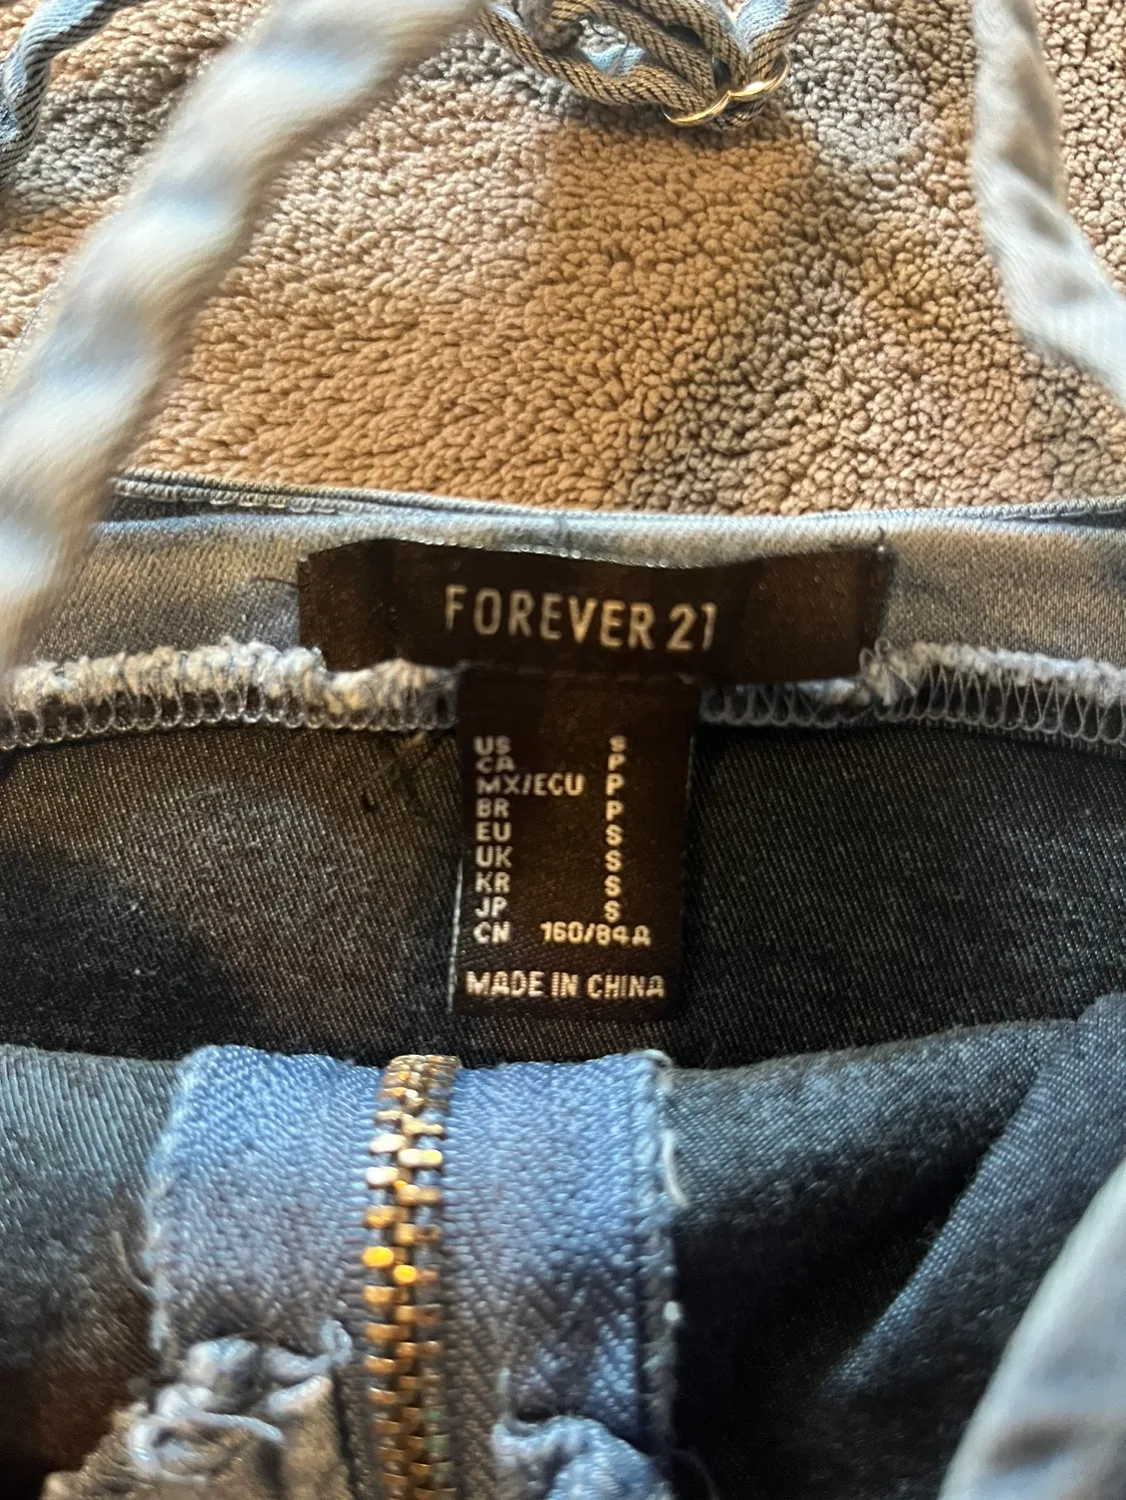 FOREVER 21
US S
CA P
MX/ECU P
BR P
EU S
UK S
KR S
JP S
CN 160/84A
MADE IN CHINA